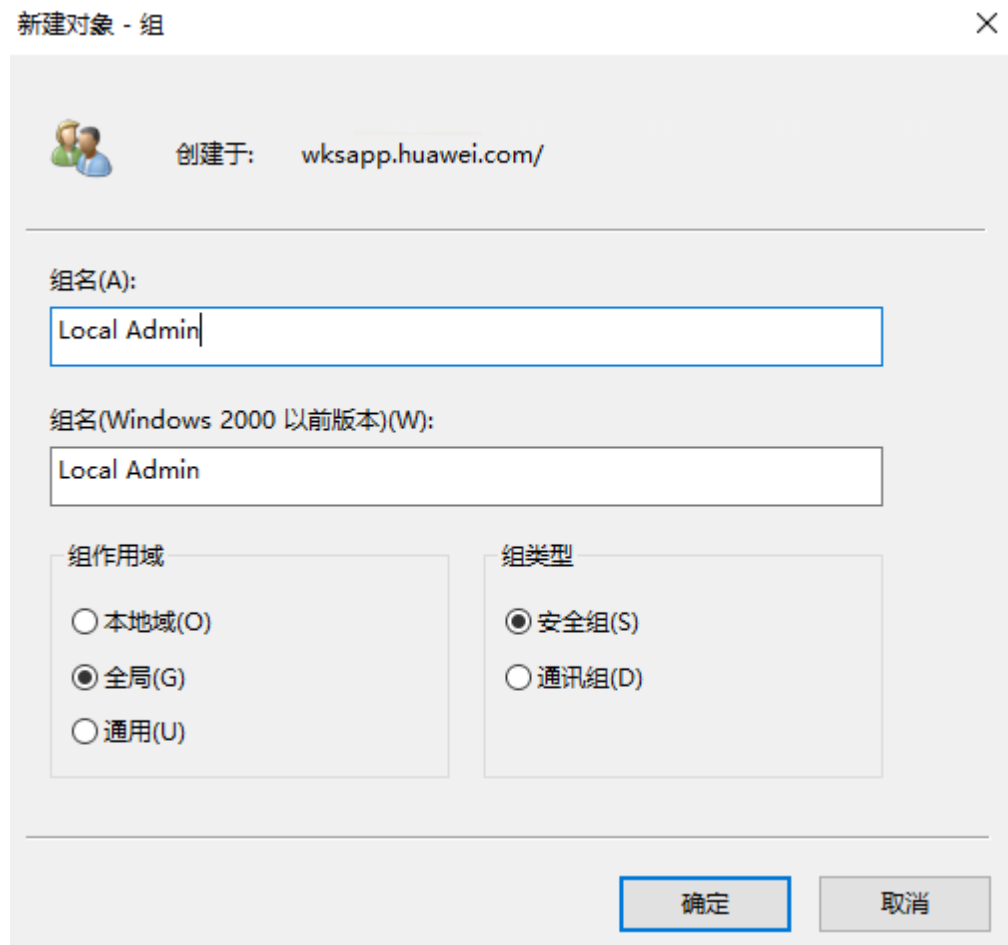 新建对象 - 组
创建于: wksapp.huawei.com/
组名(A):
Local Admin
组名(Windows 2000 以前版本)(W):
Local Admin
组作用域
本地域(O)
全局(G)
通用(U)
组类型
安全组(S)
通讯组(D)
确定 取消